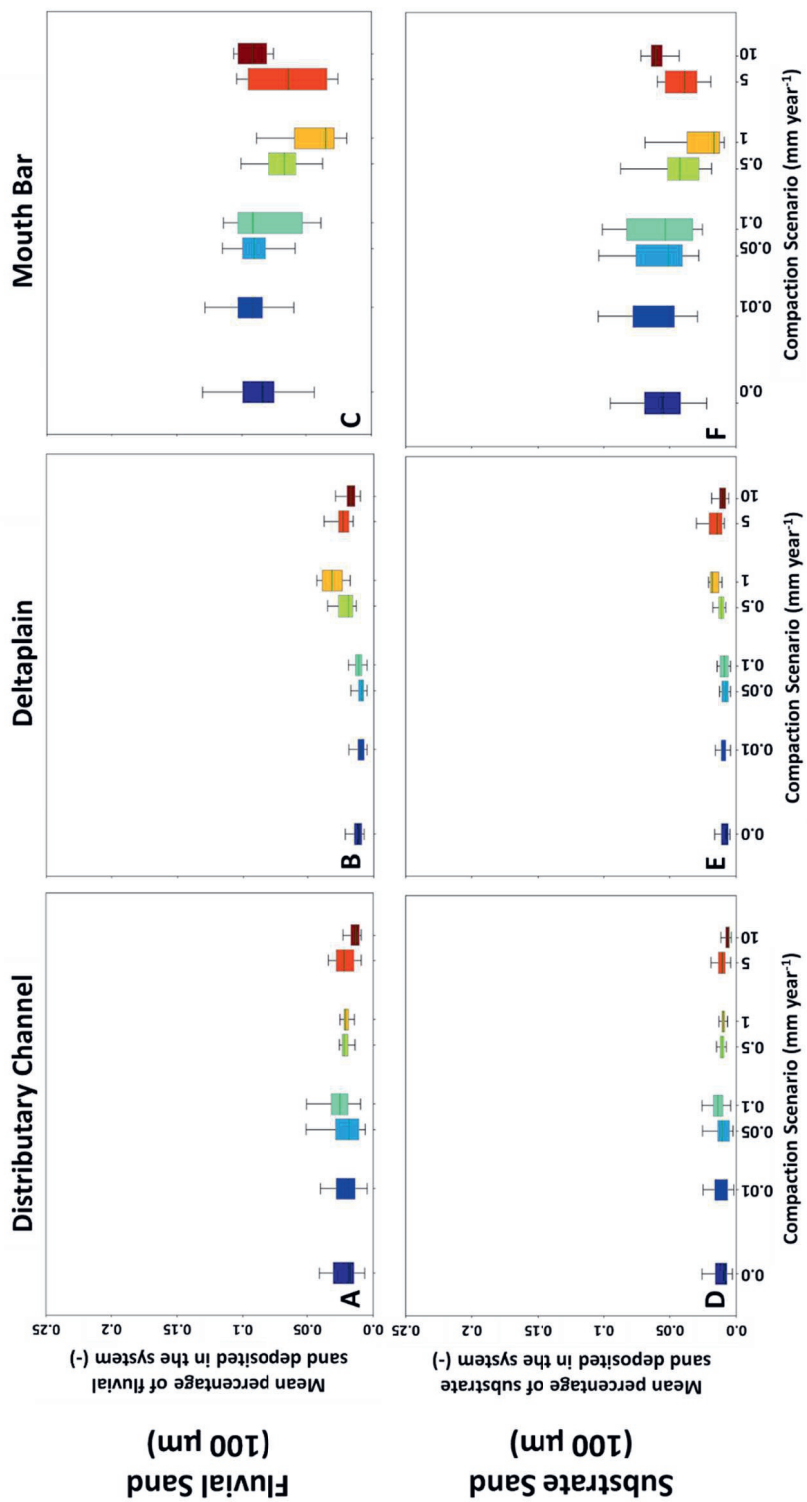 Distributary Channel
Deltaplain
Mouth Bar
Fluvial Sand
(100 µm)
Mean percentage of fluvial
sand deposited in the system (-)
0.25
0.2
0.15
0.1
0.05
0.0
A
B
C
Substrate Sand
(100 µm)
Mean percentage of substrate
sand deposited in the system (-)
0.25
0.2
0.15
0.1
0.05
0.0
D
E
F
0.0
0.01
0.05
0.1
0.5
1
5
10
0.0
0.01
0.05
0.1
0.5
1
5
10
0.0
0.01
0.05
0.1
0.5
1
5
10
Compaction Scenario (mm year⁻¹)
Compaction Scenario (mm year⁻¹)
Compaction Scenario (mm year⁻¹)